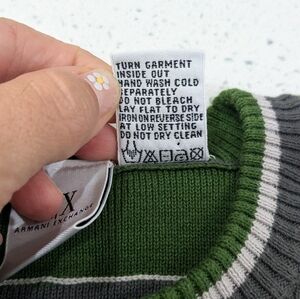 TURN GARMENT
INSIDE OUT
HAND WASH COLD
SEPARATELY
DO NOT BLEACH
LAY FLAT TO DRY
IRON ON REVERSE SIDE
AT LOW SETTING
DO NOT DRY CLEAN
AX
ARMANI EXCHANGE